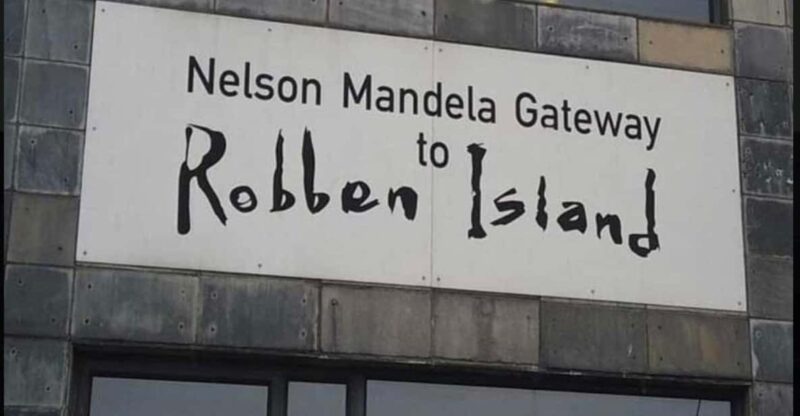 Nelson Mandela Gateway
to
Robben Island